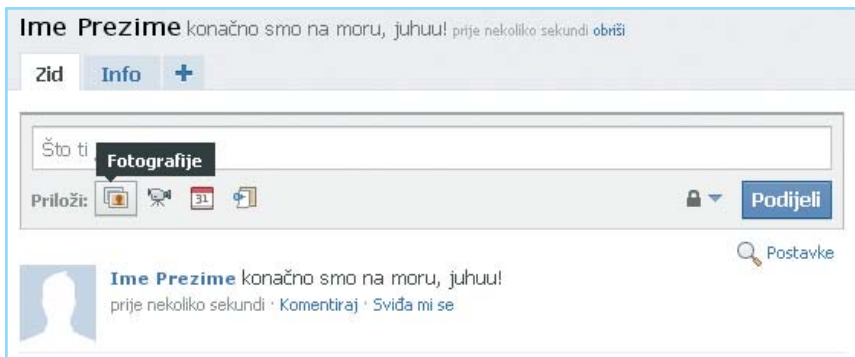 Ime Prezime konačno smo na moru, juhuu! prije nekoliko sekundi obriši
Zid Info +
Što ti
Fotografije
Priloži: 31 Podijeli
Postavke
Ime Prezime konačno smo na moru, juhuu!
prije nekoliko sekundi · Komentiraj · Sviđa mi se